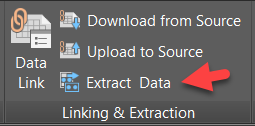 Download from Source
Upload to Source
Data
Link
Extract Data
Linking & Extraction